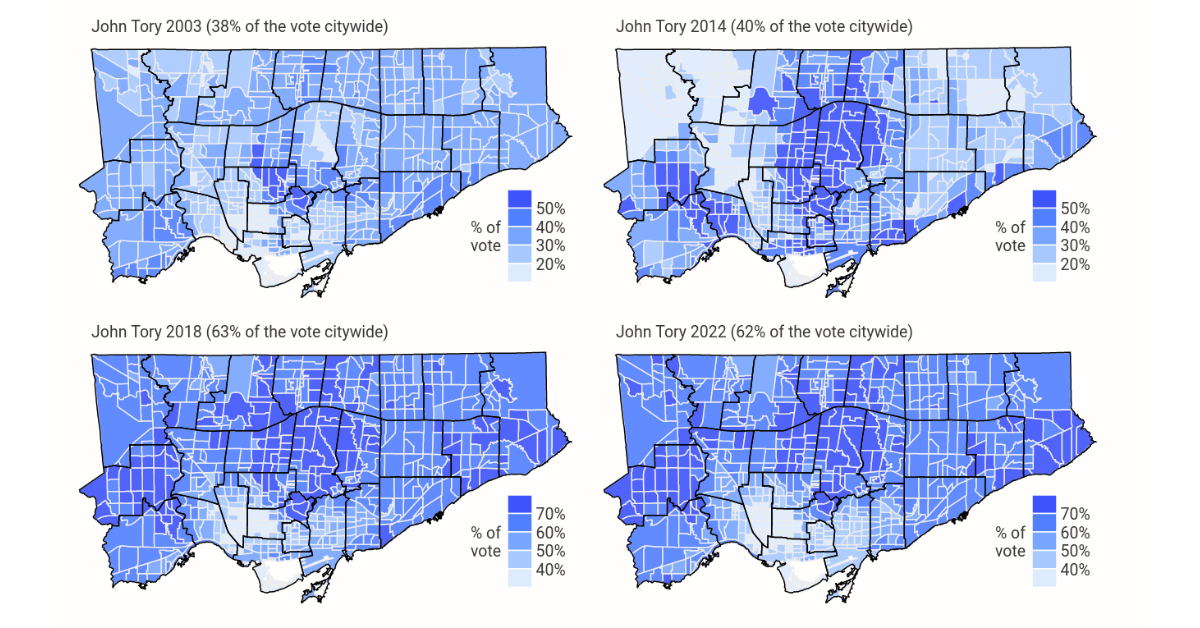 John Tory 2003 (38% of the vote citywide)
% of
vote
50%
40%
30%
20%
John Tory 2014 (40% of the vote citywide)
% of
vote
50%
40%
30%
20%
John Tory 2018 (63% of the vote citywide)
% of
vote
70%
60%
50%
40%
John Tory 2022 (62% of the vote citywide)
% of
vote
70%
60%
50%
40%